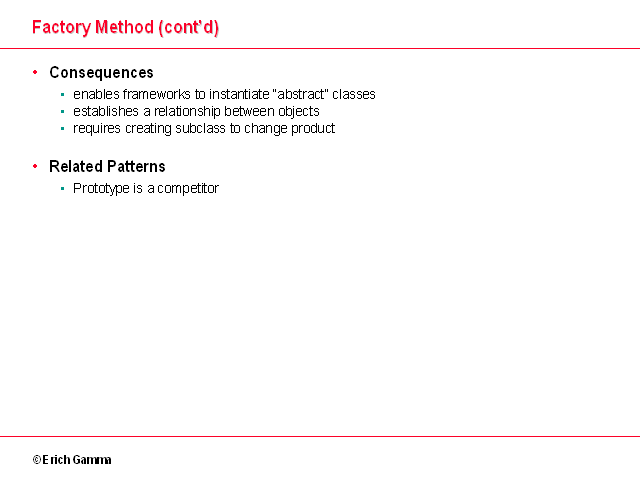 Factory Method (cont'd)
• Consequences
• enables frameworks to instantiate "abstract" classes
• establishes a relationship between objects
• requires creating subclass to change product
• Related Patterns
• Prototype is a competitor
© Erich Gamma